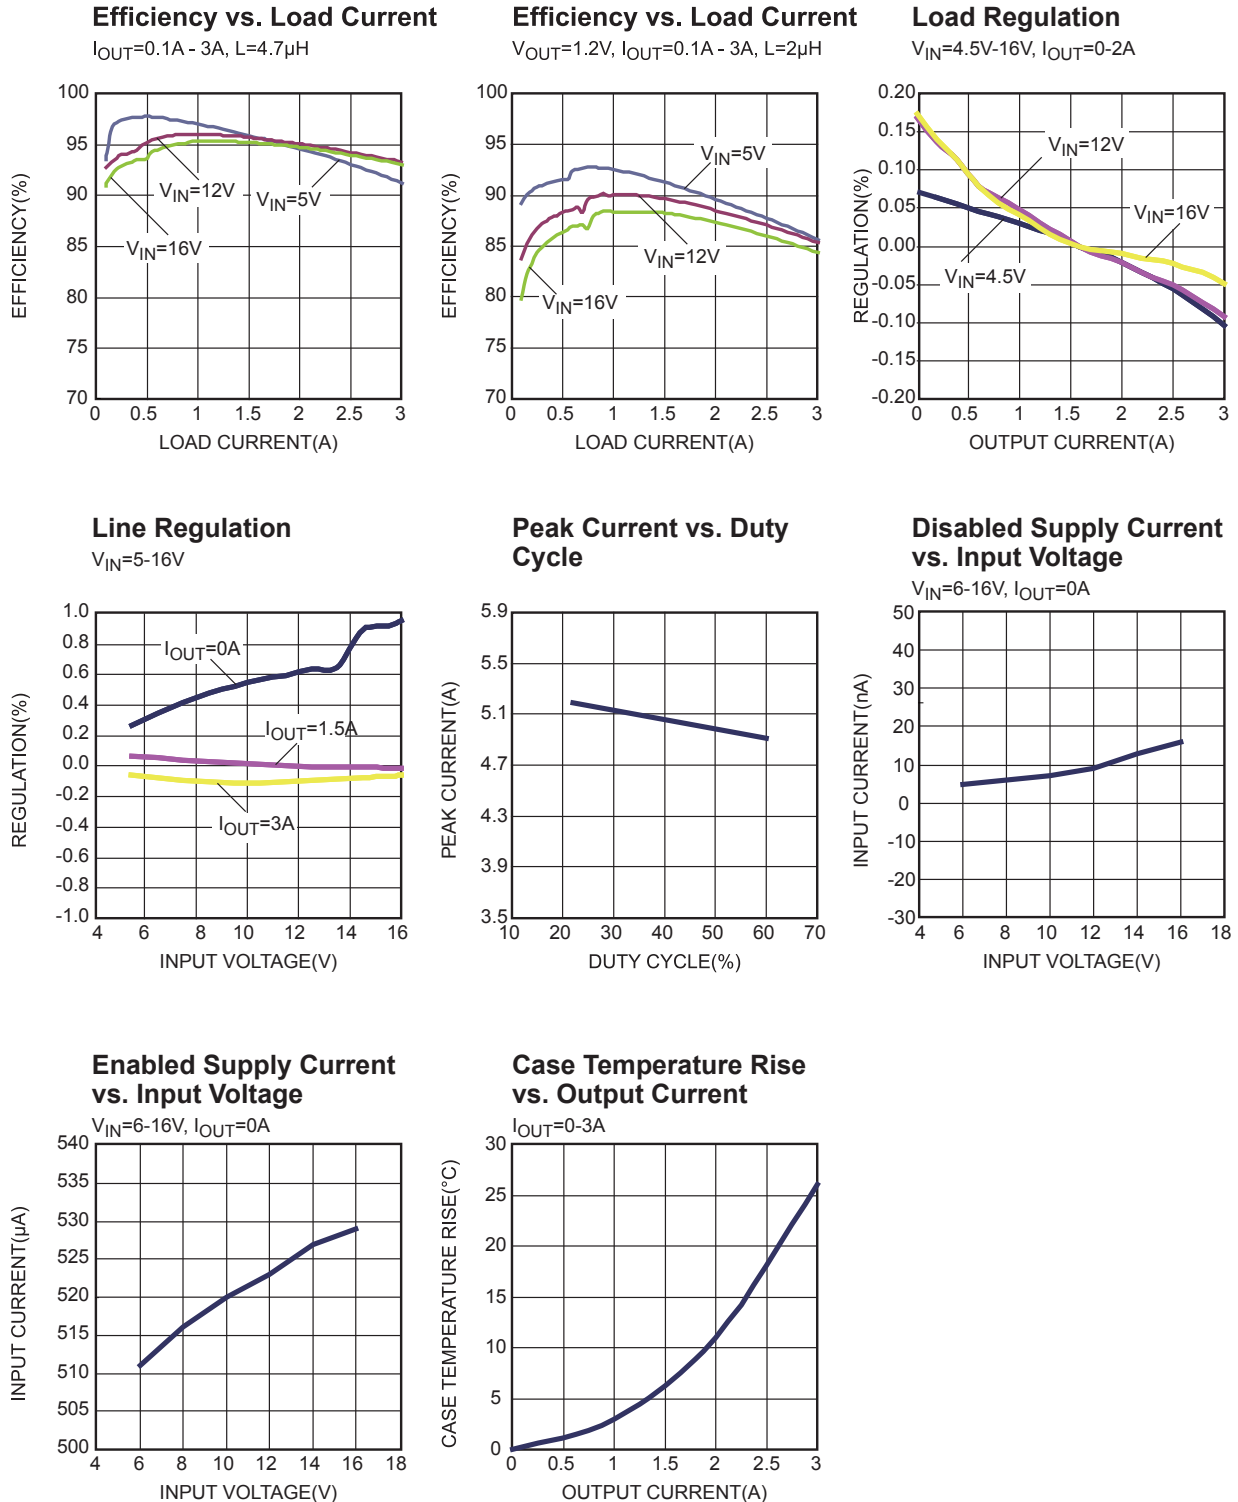 Efficiency vs. Load Current
IOUT=0.1A - 3A, L=4.7µH
100
95
90
85
80
75
70
0 0.5 1 1.5 2 2.5 3
EFFICIENCY(%)
LOAD CURRENT(A)
VIN=12V
VIN=5V
VIN=16V
Efficiency vs. Load Current
VOUT=1.2V, IOUT=0.1A - 3A, L=2µH
100
95
90
85
80
75
70
0 0.5 1 1.5 2 2.5 3
EFFICIENCY(%)
LOAD CURRENT(A)
VIN=5V
VIN=12V
VIN=16V
Load Regulation
VIN=4.5V-16V, IOUT=0-2A
0.20
0.15
0.10
0.05
0.00
-0.05
-0.10
-0.15
-0.20
0 0.5 1 1.5 2 2.5 3
REGULATION(%)
OUTPUT CURRENT(A)
VIN=12V
VIN=16V
VIN=4.5V
Line Regulation
VIN=5-16V
1.0
0.8
0.6
0.4
0.2
0.0
-0.2
-0.4
-0.6
-0.8
-1.0
4 6 8 10 12 14 16
REGULATION(%)
INPUT VOLTAGE(V)
IOUT=0A
IOUT=1.5A
IOUT=3A
Peak Current vs. Duty
Cycle
5.9
5.5
5.1
4.7
4.3
3.9
3.5
10 20 30 40 50 60 70
PEAK CURRENT(A)
DUTY CYCLE(%)
Disabled Supply Current
vs. Input Voltage
VIN=6-16V, IOUT=0A
50
40
30
20
10
0
-10
-20
-30
4 6 8 10 12 14 16 18
INPUT CURRENT(nA)
INPUT VOLTAGE(V)
Enabled Supply Current
vs. Input Voltage
VIN=6-16V, IOUT=0A
540
535
530
525
520
515
510
505
500
4 6 8 10 12 14 16 18
INPUT CURRENT(µA)
INPUT VOLTAGE(V)
Case Temperature Rise
vs. Output Current
IOUT=0-3A
30
25
20
15
10
5
0
0 0.5 1 1.5 2 2.5 3
CASE TEMPERATURE RISE(°C)
OUTPUT CURRENT(A)